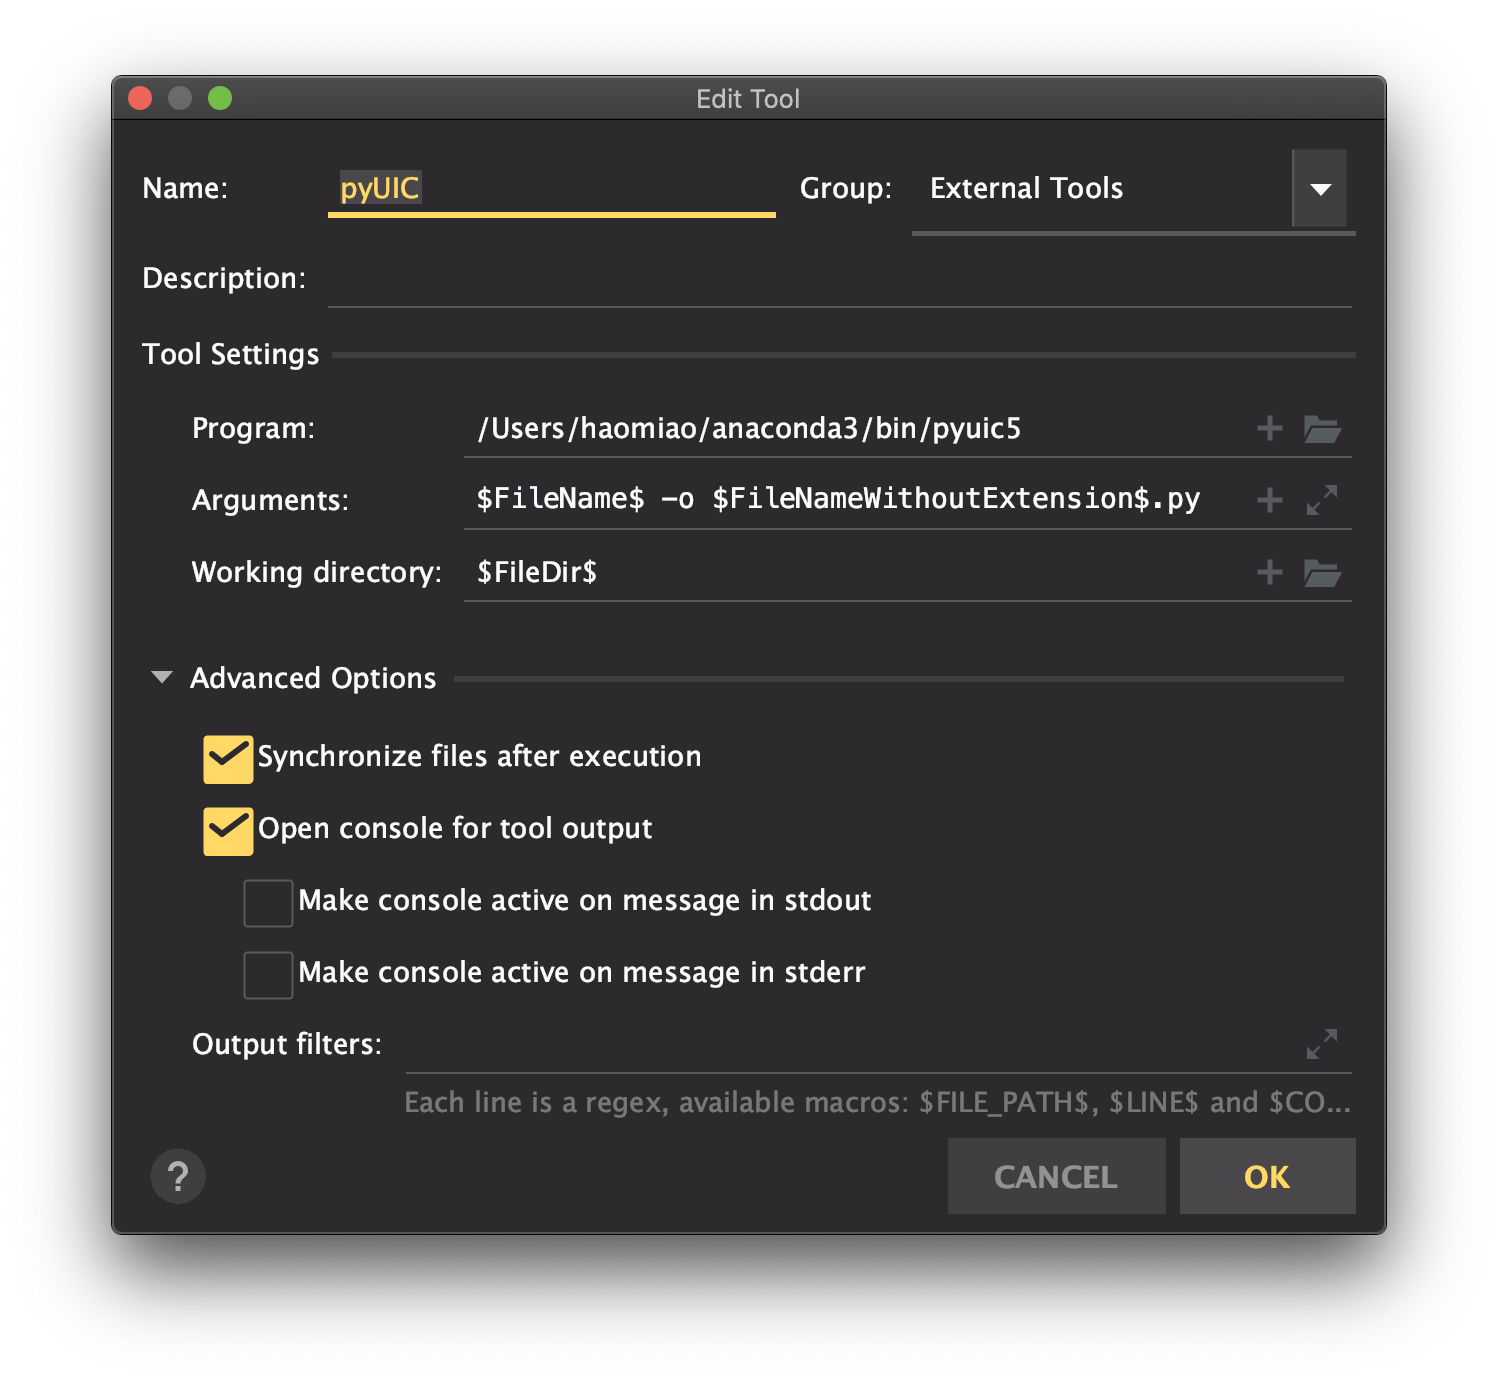 Edit Tool
Name: pyUIC Group: External Tools
Description:
Tool Settings
Program: /Users/haomiao/anaconda3/bin/pyuic5
Arguments: $FileName$ -o $FileNameWithoutExtension$.py
Working directory: $FileDir$
Advanced Options
Synchronize files after execution
Open console for tool output
Make console active on message in stdout
Make console active on message in stderr
Output filters:
Each line is a regex, available macros: $FILE_PATH$, $LINE$ and $CO...
? CANCEL OK